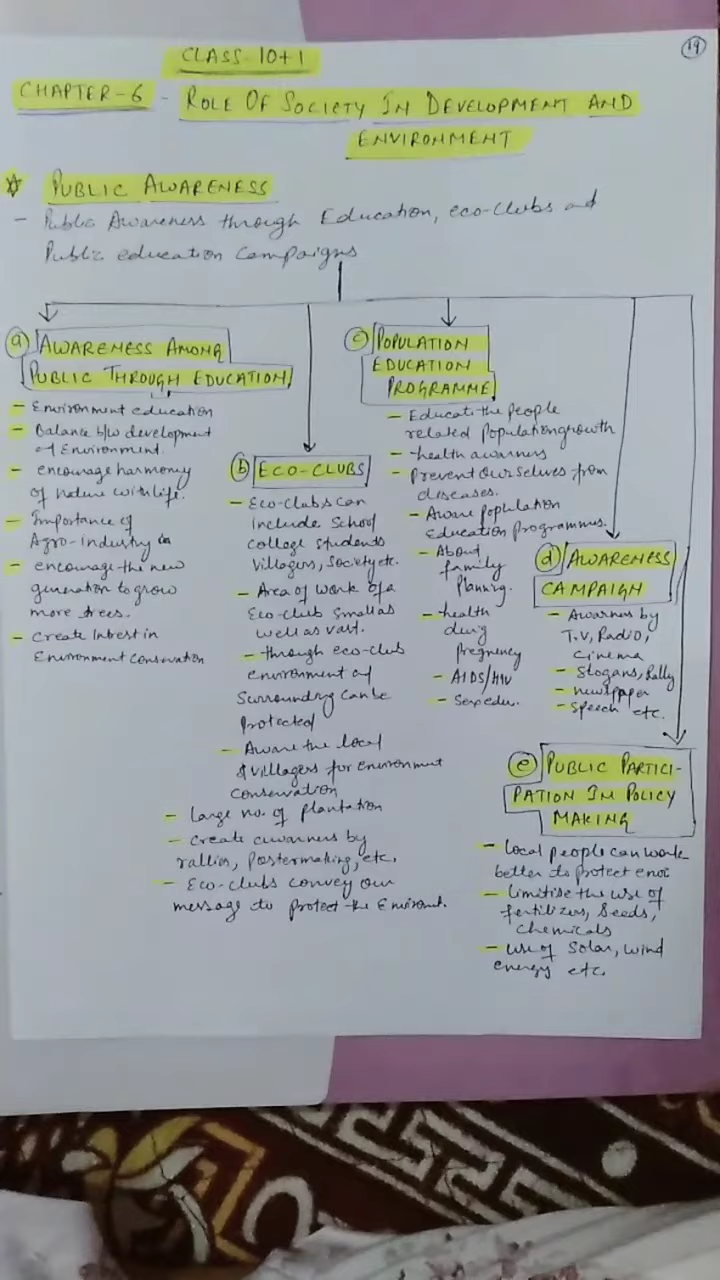 19
CLASS-10+1
CHAPTER-6 - ROLE OF SOCIETY IN DEVELOPMENT AND
ENVIRONMENT
PUBLIC AWARENESS
- Public Awareness through Education, eco-clubs and
Public education Campaigns
a) AWARENESS AMONG
PUBLIC THROUGH EDUCATION
- Environment education
- Balance b/w development
of Environment.
- encourage harmony
of Nature with life.
- Importance of
Agro-Industry
- encourage the new
generation to grow
more trees.
- Create Intrest in
Environment consrvation
b) ECO-CLUBS
- Eco-clubs can
include School
college students
villagers, Society etc.
- Area of work of a
Eco-club small as
well as vast.
- through eco-club
environment of
Surrounding can be
Protected
- Aware the local
& villagers for environment
conservation
- Large no. of plantation
- create awarners by
rallies, Postermaking, etc.
- Eco-clubs convey our
message to protect the Enviromt.
c) POPULATION
EDUCATION
PROGRAMME
- Educate the people
related Population growth
- health awarness
- Prevent Ourselves from
diseases.
- Aware population
Education programmes.
- About
family
Planning.
- health
during
Pregnency
- AIDS/HIV
- Sex edu.
d) AWARENESS
CAMPAIGN
- Awarnes by
T.V, Radio,
Cinema
- Slogans, Rally
- newspaper
- Speech etc.
e) PUBLIC PARTICI-
PATION IN POLICY
MAKING
- local people can work
better to protect
- limitise the use of
fertilizers, Seeds,
Chemicals
- use of Solar, wind
energy etc.